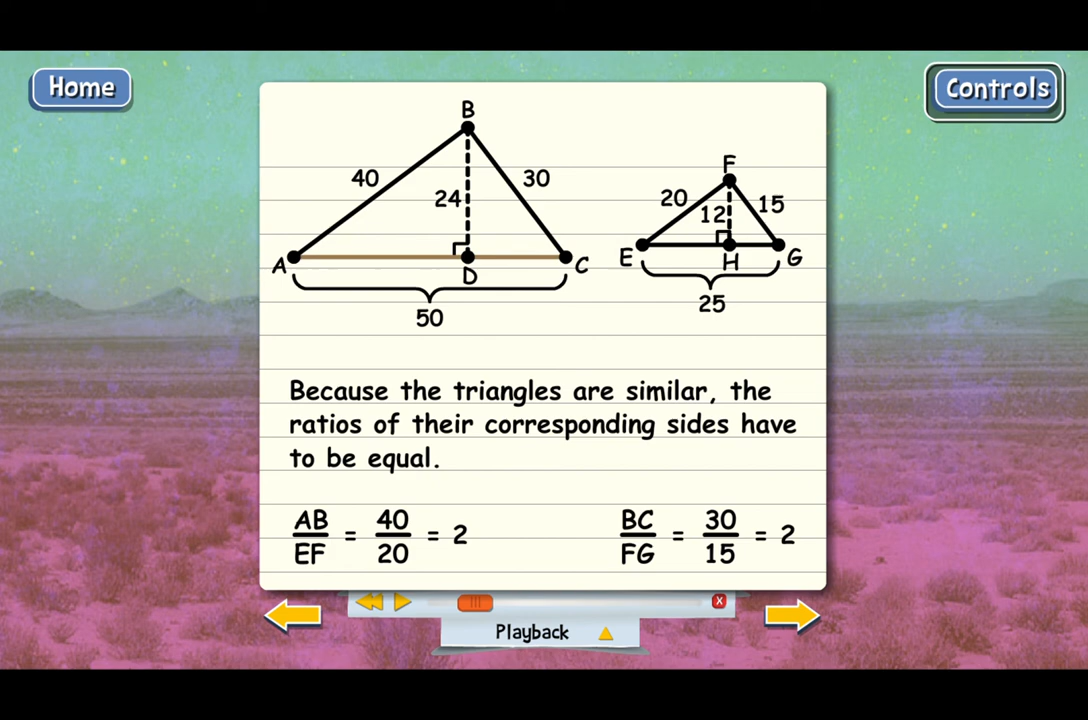 Home
Controls
B
40
24
30
A
D
C
50
F
20
12
15
E
H
G
25
Because the triangles are similar, the
ratios of their corresponding sides have
to be equal.
AB/EF = 40/20 = 2
BC/FG = 30/15 = 2
X
Playback